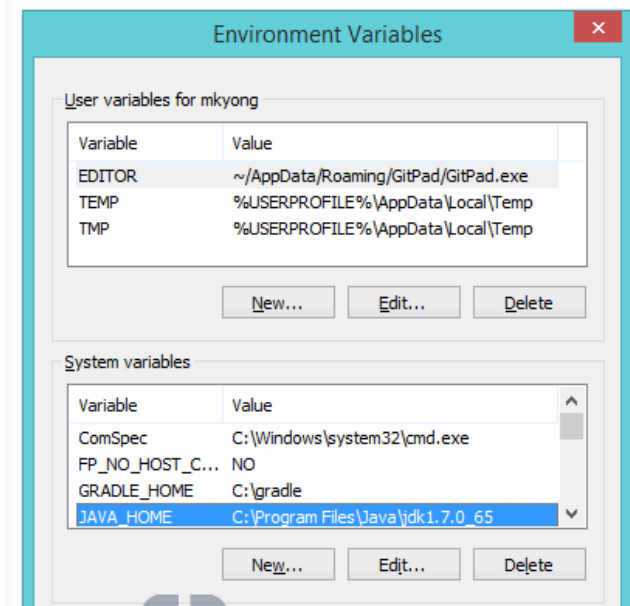 Environment Variables
User variables for mkyong
Variable Value
EDITOR ~/AppData/Roaming/GitPad/GitPad.exe
TEMP %USERPROFILE%\AppData\Local\Temp
TMP %USERPROFILE%\AppData\Local\Temp
New... Edit... Delete
System variables
Variable Value
ComSpec C:\Windows\system32\cmd.exe
FP_NO_HOST_C... NO
GRADLE_HOME C:\gradle
JAVA_HOME C:\Program Files\Java\jdk1.7.0_65
New... Edit... Delete